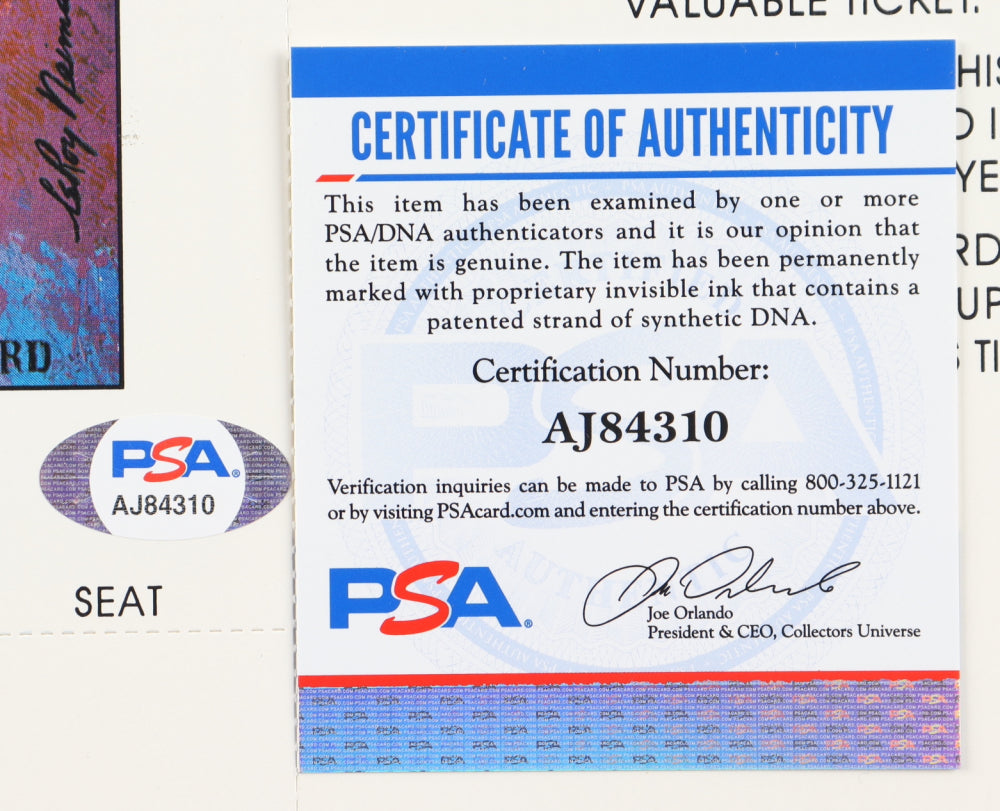 VALUABLE TICKET.
LeRoy Neiman
RD
PSA
AJ84310
SEAT
CERTIFICATE OF AUTHENTICITY
This item has been examined by one or more
PSA/DNA authenticators and it is our opinion that
the item is genuine. The item has been permanently
marked with proprietary invisible ink that contains a
patented strand of synthetic DNA.
Certification Number:
AJ84310
Verification inquiries can be made to PSA by calling 800-325-1121
or by visiting PSAcard.com and entering the certification number above.
PSA
Joe Orlando
President & CEO, Collectors Universe